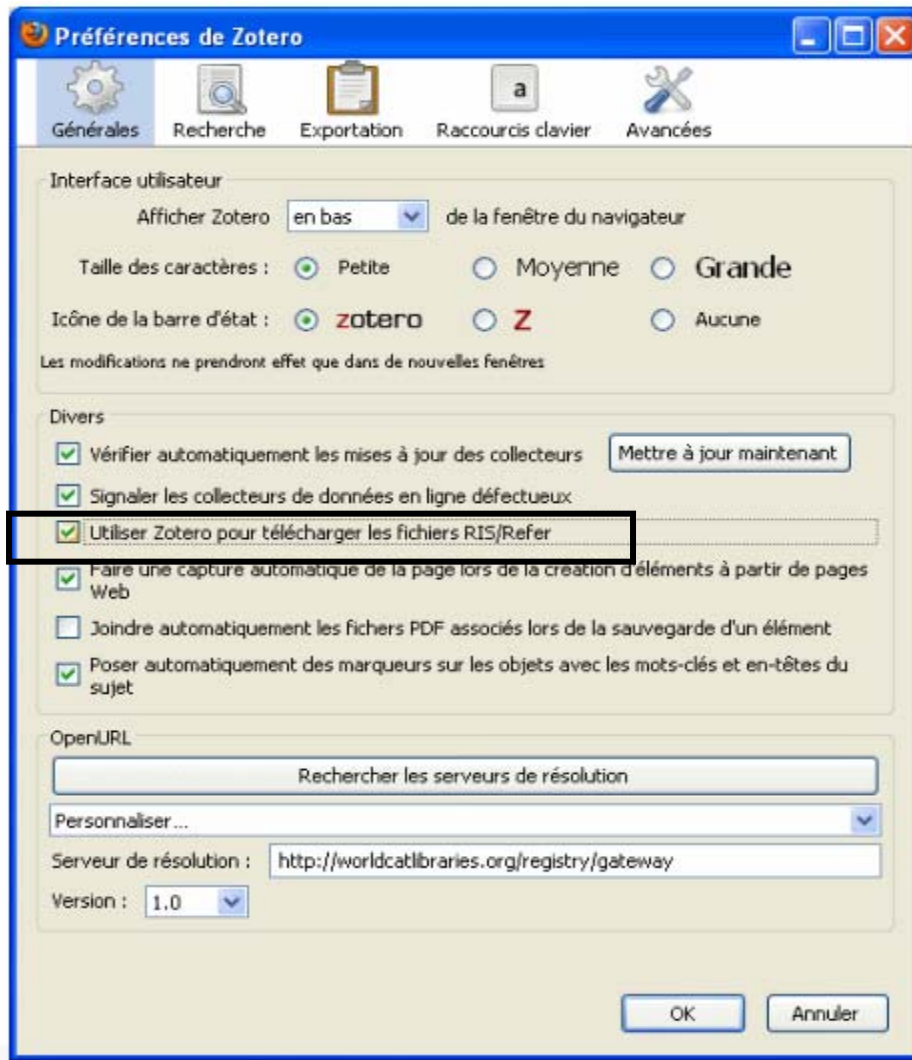 Préférences de Zotero
Générales Recherche Exportation Raccourcis clavier Avancées
Interface utilisateur
Afficher Zotero en bas de la fenêtre du navigateur
Taille des caractères : Petite Moyenne Grande
Icône de la barre d'état : zotero Z Aucune
Les modifications ne prendront effet que dans de nouvelles fenêtres
Divers
Vérifier automatiquement les mises à jour des collecteurs Mettre à jour maintenant
Signaler les collecteurs de données en ligne défectueux
Utiliser Zotero pour télécharger les fichiers RIS/Refer
Faire une capture automatique de la page lors de la création d'éléments à partir de pages
Web
Joindre automatiquement les fichers PDF associés lors de la sauvegarde d'un élément
Poser automatiquement des marqueurs sur les objets avec les mots-clés et en-têtes du
sujet
OpenURL
Rechercher les serveurs de résolution
Personnaliser...
Serveur de résolution : http://worldcatlibraries.org/registry/gateway
Version : 1.0
OK Annuler